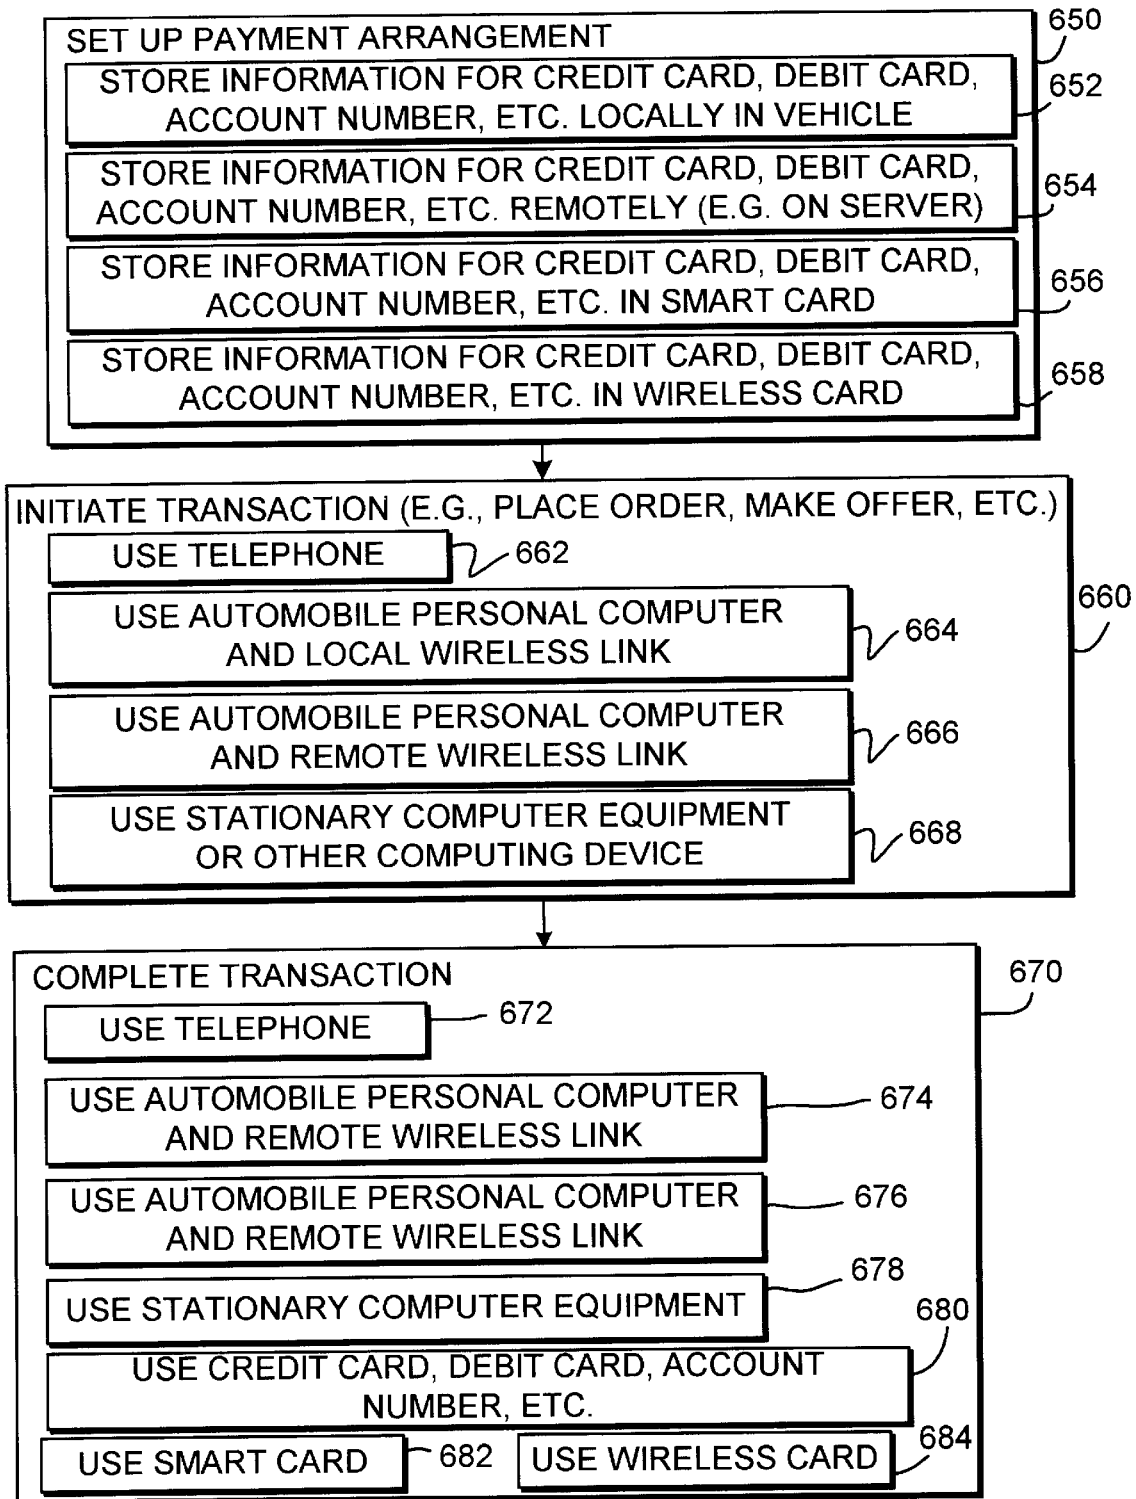 SET UP PAYMENT ARRANGEMENT
650
STORE INFORMATION FOR CREDIT CARD, DEBIT CARD,
ACCOUNT NUMBER, ETC. LOCALLY IN VEHICLE
652
STORE INFORMATION FOR CREDIT CARD, DEBIT CARD,
ACCOUNT NUMBER, ETC. REMOTELY (E.G. ON SERVER)
654
STORE INFORMATION FOR CREDIT CARD, DEBIT CARD,
ACCOUNT NUMBER, ETC. IN SMART CARD
656
STORE INFORMATION FOR CREDIT CARD, DEBIT CARD,
ACCOUNT NUMBER, ETC. IN WIRELESS CARD
658
INITIATE TRANSACTION (E.G., PLACE ORDER, MAKE OFFER, ETC.)
USE TELEPHONE
662
660
USE AUTOMOBILE PERSONAL COMPUTER
AND LOCAL WIRELESS LINK
664
USE AUTOMOBILE PERSONAL COMPUTER
AND REMOTE WIRELESS LINK
666
USE STATIONARY COMPUTER EQUIPMENT
OR OTHER COMPUTING DEVICE
668
COMPLETE TRANSACTION
670
USE TELEPHONE
672
USE AUTOMOBILE PERSONAL COMPUTER
AND REMOTE WIRELESS LINK
674
USE AUTOMOBILE PERSONAL COMPUTER
AND REMOTE WIRELESS LINK
676
USE STATIONARY COMPUTER EQUIPMENT
678
USE CREDIT CARD, DEBIT CARD, ACCOUNT
NUMBER, ETC.
680
USE SMART CARD
682
USE WIRELESS CARD
684